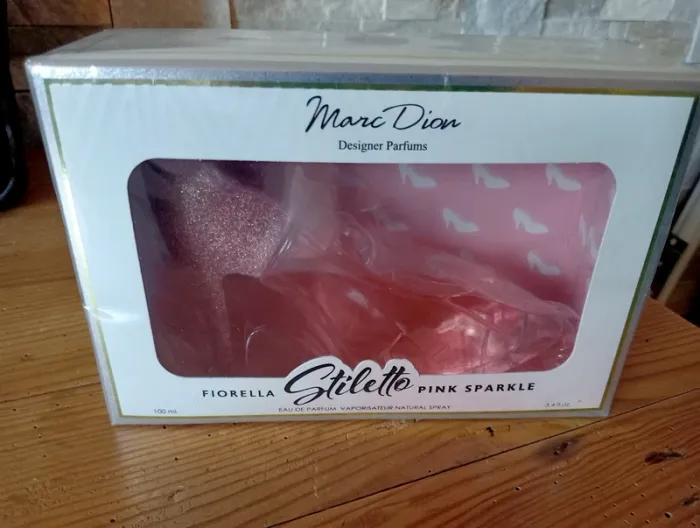 Marc Dion
Designer Parfums
FIORELLA Stiletto PINK SPARKLE
EAU DE PARFUM VAPORISATEUR NATURAL SPRAY
100 ml. 3.4 fl.oz.